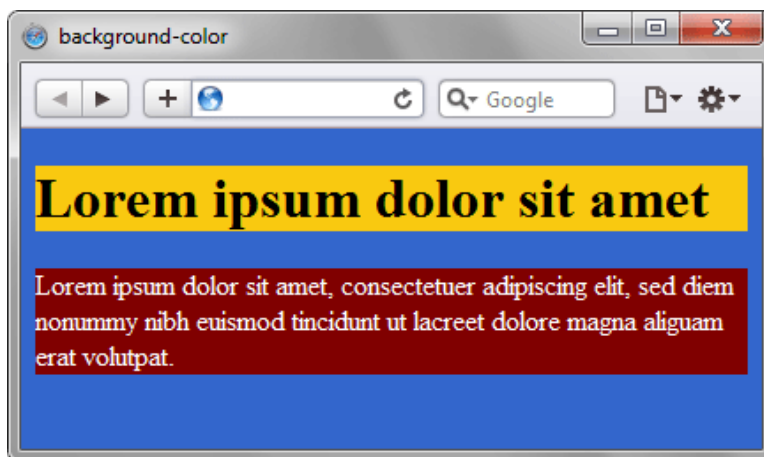 background-color
Google
Lorem ipsum dolor sit amet
Lorem ipsum dolor sit amet, consectetuer adipiscing elit, sed diem
nonummy nibh euismod tincidunt ut lacreet dolore magna aliguam
erat volutpat.